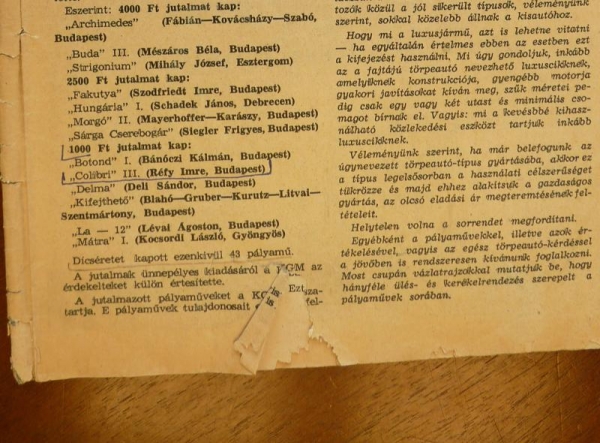 Eszerint: 4000 Ft jutalmat kap:
„Archimedes" (Fábián—Kovácsházy—Szabó,
Budapest)
„Buda" III. (Mészáros Béla, Budapest)
„Strigonium" (Mihály József, Esztergom)
2500 Ft jutalmat kap:
„Fakutya" (Szodfriedt Imre, Budapest)
„Hungária" I. (Schadek János, Debrecen)
„Morgó" II. (Mayerhoffer—Karászy, Budapest)
„Sárga Cserebogár" (Siegler Frigyes, Budapest)
1000 Ft jutalmat kap:
„Botond" I. (Bánóczi Kálmán, Budapest)
„Colibri" III. (Réfy Imre, Budapest)
„Delma" (Deli Sándor, Budapest)
„Kifejthető" (Blahó—Gruber—Kurutz—Litvai—
Szentmártony, Budapest)
„La — 12" (Lévai Ágoston, Budapest)
„Mátra" I. (Kocsordi László, Gyöngyös)
Dicséretet kapott ezenkívül 43 pályamű.
A jutalmak ünnepélyes kiadásáról a KGM az
érdekelteket külön értesítette.
A jutalmazott pályaműveket a
tartja. E pályaművek tulajdonosait
tozók közül a jól sikerült típusok, véleményünk
szerint, sokkal közelebb állnak a kisautóhoz.
Hogy mi a luxusjármű, azt is lehetne vitatni
— ha egyáltalán értelmes ebben az esetben ezt
a kifejezést használni. Mi úgy gondoljuk, inkább
az a fajtájú törpeautó nevezhető luxuscikknek,
amelyiknek konstrukciója, gyengébb motorja
gyakori javításokat kíván meg, szűk méretei pe-
dig csak egy vagy két utast és minimális cso-
magot bírnak el. Vagyis: mi a kevésbbé kihasz-
nálható közlekedési eszközt tartjuk inkább
luxuscikknek.
Véleményünk szerint, ha már belefogunk az
úgynevezett törpeautó-típus gyártásába, akkor ez
a típus legelsősorban a használati célszerűséget
tükrözze és majd ehhez alakítsuk a gazdaságos
gyártás, az olcsó eladási ár megteremtésének fel-
tételeit.
Helytelen volna a sorrendet megfordítani.
Egyébként a pályaművekkel, illetve azok ér-
tékelésével, vagyis az egész törpeautó-kérdéssel
a jövőben is rendszeresen kívánunk foglalkozni.
Most csupán vázlatrajzokkal mutatjuk be, hogy
hányféle ülés- és kerékelrendezés szerepelt a
pályaművek sorában.